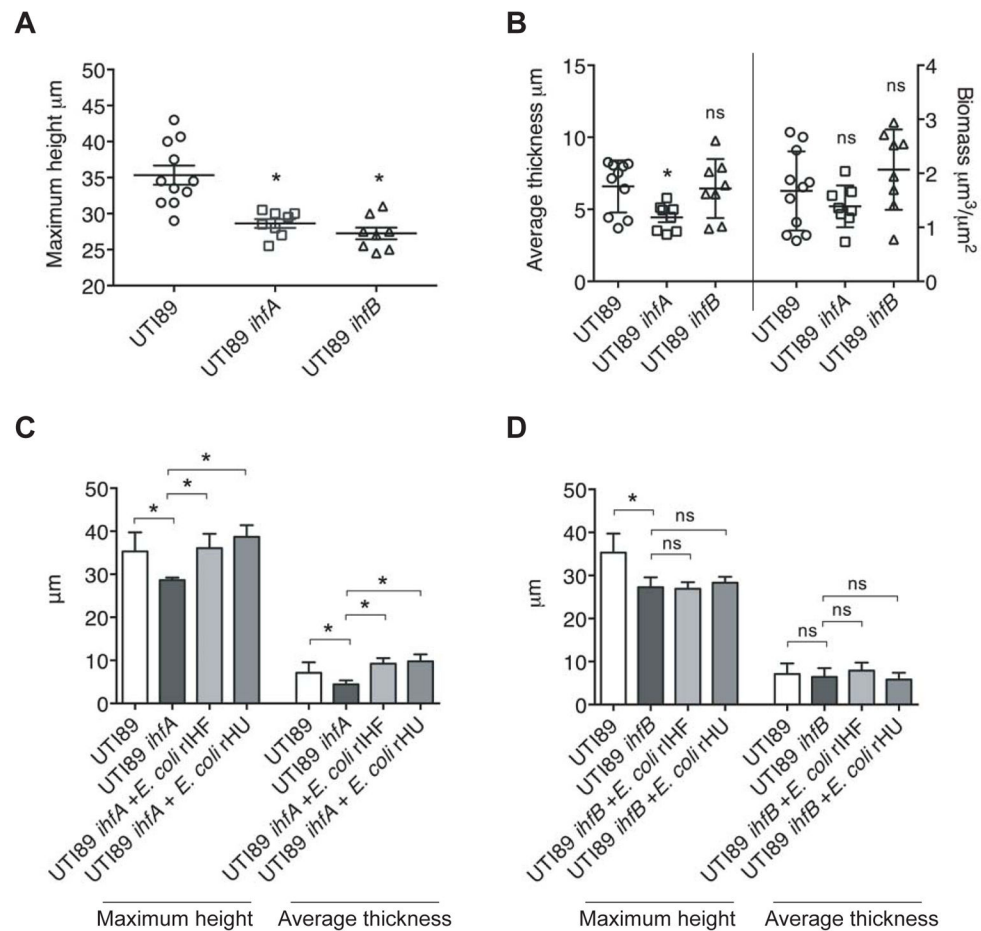 A
Maximum height μm
50
45
40
35
30
25
20
*
*
UTI89
UTI89 ihfA
UTI89 ihfB
B
Average thickness μm
15
10
5
0
*
ns
ns
ns
4
3
2
1
0
Biomass μm³/μm²
UTI89
UTI89 ihfA
UTI89 ihfB
UTI89
UTI89 ihfA
UTI89 ihfB
C
μm
50
40
30
20
10
0
*
*
*
*
*
*
UTI89
UTI89 ihfA
UTI89 ihfA +E. coli rIHF
UTI89 ihfA + E. coli rHU
UTI89
UTI89 ihfA
UTI89 ihfA +E. coli rIHF
UTI89 ihfA + E. coli rHU
Maximum height
Average thickness
D
μm
50
40
30
20
10
0
*
ns
ns
ns
ns
ns
UTI89
UTI89 ihfB
UTI89 ihfB +E. coli rIHF
UTI89 ihfB +E. coli rHU
UTI89
UTI89 ihfB
UTI89 ihfB +E. coli rIHF
UTI89 ihfB +E. coli rHU
Maximum height
Average thickness